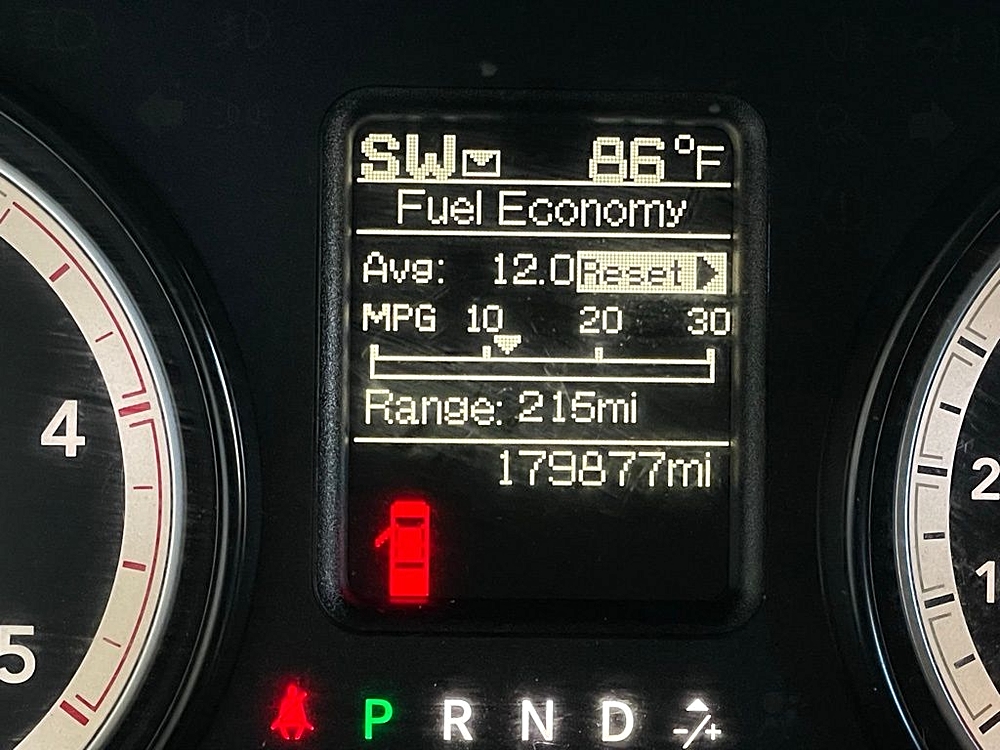 SW 86°F
Fuel Economy
Avg: 12.0 Reset
MPG 10 20 30
Range: 215mi
179877mi
4
5
2
1
P R N D -/+